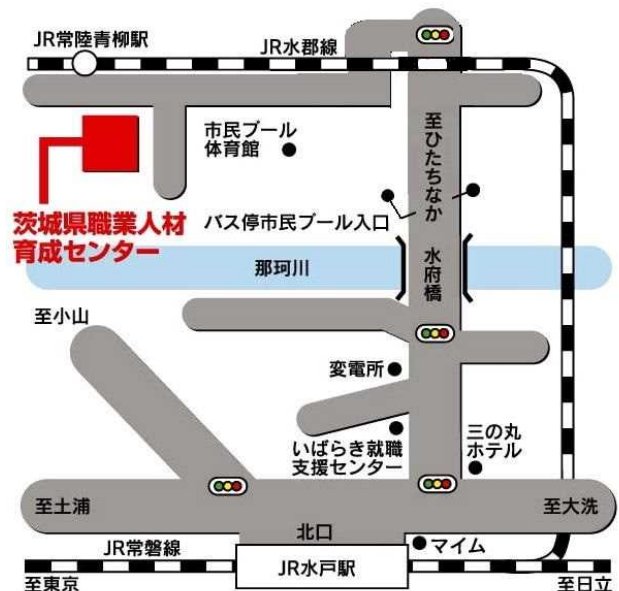 JR常陸青柳駅
JR水郡線
市民プール
体育館
至ひたちなか
茨城県職業人材
育成センター
バス停市民プール入口
那珂川
水府橋
至小山
変電所
いばらき就職
支援センター
三の丸
ホテル
至土浦
至大洗
北口
JR常磐線
マイム
JR水戸駅
至東京
至日立